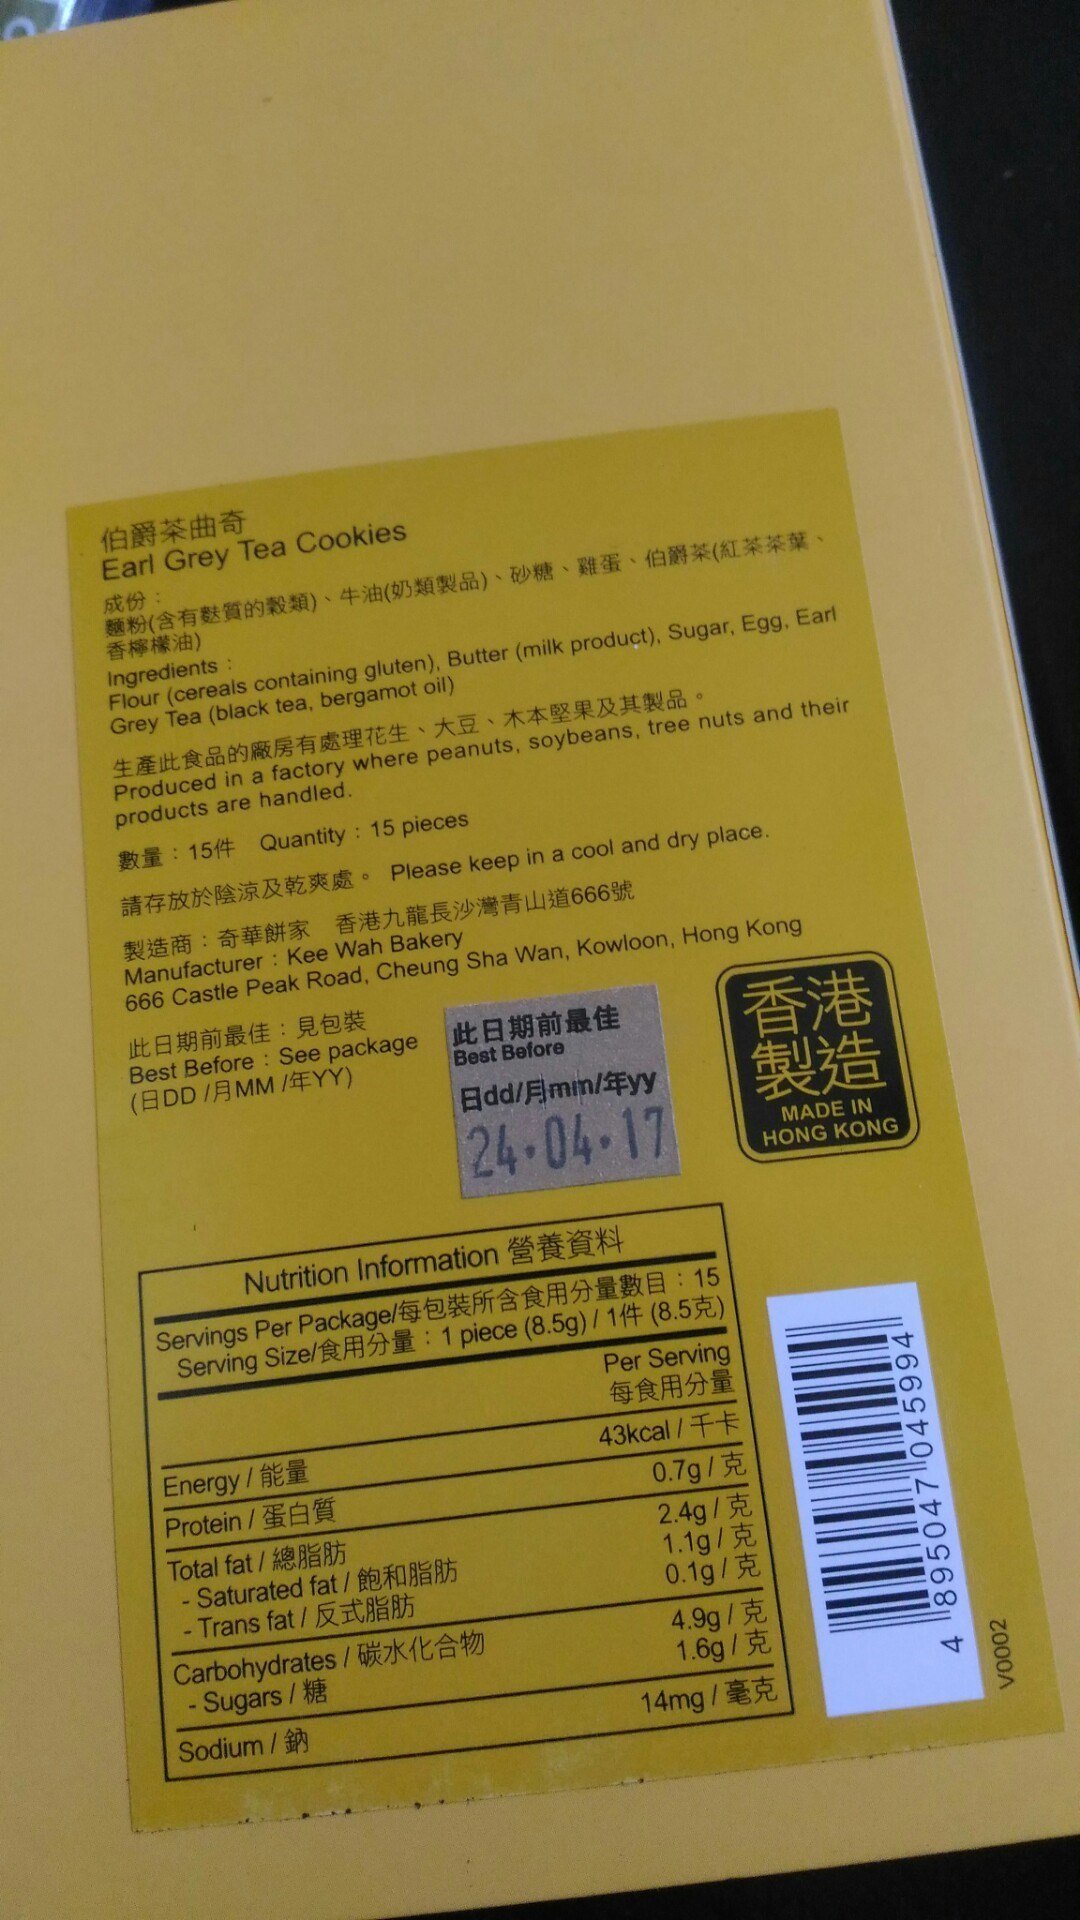 伯爵茶曲奇
Earl Grey Tea Cookies
成份：
麵粉(含有麩質的穀類)、牛油(奶類製品)、砂糖、雞蛋、伯爵茶(紅茶茶葉、
香檸檬油)
Ingredients :
Flour (cereals containing gluten), Butter (milk product), Sugar, Egg, Earl
Grey Tea (black tea, bergamot oil)
生產此食品的廠房有處理花生、大豆、木本堅果及其製品。
Produced in a factory where peanuts, soybeans, tree nuts and their
products are handled.
數量：15件 Quantity：15 pieces
請存放於陰涼及乾爽處。 Please keep in a cool and dry place.
製造商：奇華餅家 香港九龍長沙灣青山道666號
Manufacturer：Kee Wah Bakery
666 Castle Peak Road, Cheung Sha Wan, Kowloon, Hong Kong
此日期前最佳：見包裝
Best Before：See package
(日DD /月MM /年YY)
此日期前最佳
Best Before
日dd/月mm/年yy
24·04·17
香港
製造
MADE IN
HONG KONG
Nutrition Information 營養資料
Servings Per Package/每包裝所含食用分量數目：15
Serving Size/食用分量：1 piece (8.5g) / 1件 (8.5克)
Per Serving
每食用分量
Energy / 能量 43kcal / 千卡
Protein / 蛋白質 0.7g / 克
Total fat / 總脂肪 2.4g / 克
- Saturated fat / 飽和脂肪 1.1g / 克
- Trans fat / 反式脂肪 0.1g / 克
Carbohydrates / 碳水化合物 4.9g / 克
- Sugars / 糖 1.6g / 克
Sodium / 鈉 14mg / 毫克
4 895047 045994
V0002